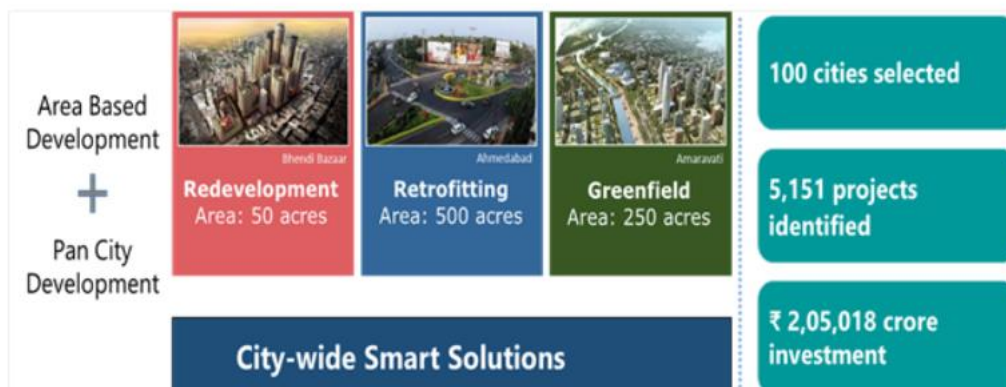 Area Based
Development
+
Pan City
Development
Bhendi Bazaar
Redevelopment
Area: 50 acres
Ahmedabad
Retrofitting
Area: 500 acres
Amaravati
Greenfield
Area: 250 acres
City-wide Smart Solutions
100 cities selected
5,151 projects
identified
₹ 2,05,018 crore
investment